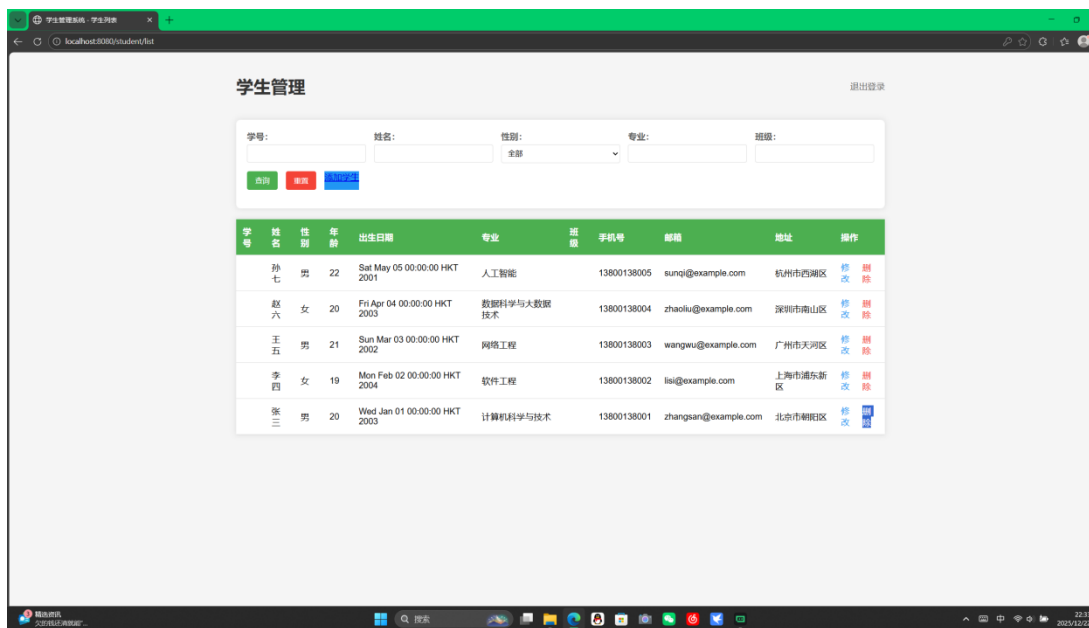 学生管理系统 - 学生列表
localhost:8080/student/list
学生管理
退出登录
学号: 姓名: 性别: 专业: 班级:
全部
查询 重置 添加学生
学号 姓名 性别 年龄 出生日期 专业 班级 手机号 邮箱 地址 操作
孙七 男 22 Sat May 05 00:00:00 HKT 2001 人工智能 13800138005 sunqi@example.com 杭州市西湖区 修改 删除
赵六 女 20 Fri Apr 04 00:00:00 HKT 2003 数据科学与大数据技术 13800138004 zhaoliu@example.com 深圳市南山区 修改 删除
王五 男 21 Sun Mar 03 00:00:00 HKT 2002 网络工程 13800138003 wangwu@example.com 广州市天河区 修改 删除
李四 女 19 Mon Feb 02 00:00:00 HKT 2004 软件工程 13800138002 lisi@example.com 上海市浦东新区 修改 删除
张三 男 20 Wed Jan 01 00:00:00 HKT 2003 计算机科学与技术 13800138001 zhangsan@example.com 北京市朝阳区 修改 删除
精选资讯
搜索
中